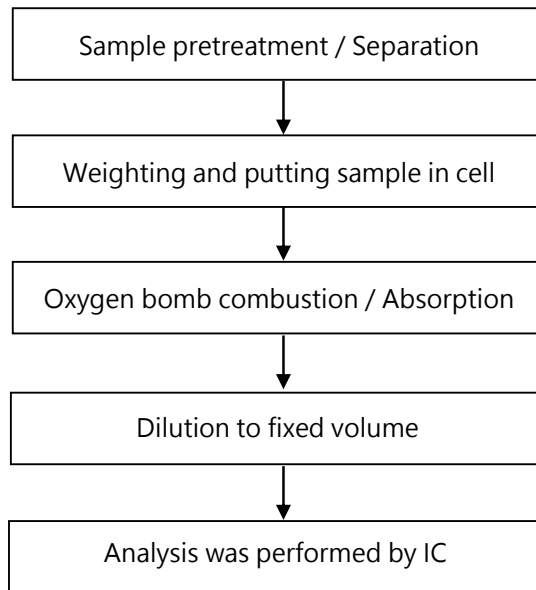 Sample pretreatment / Separation
Weighting and putting sample in cell
Oxygen bomb combustion / Absorption
Dilution to fixed volume
Analysis was performed by IC